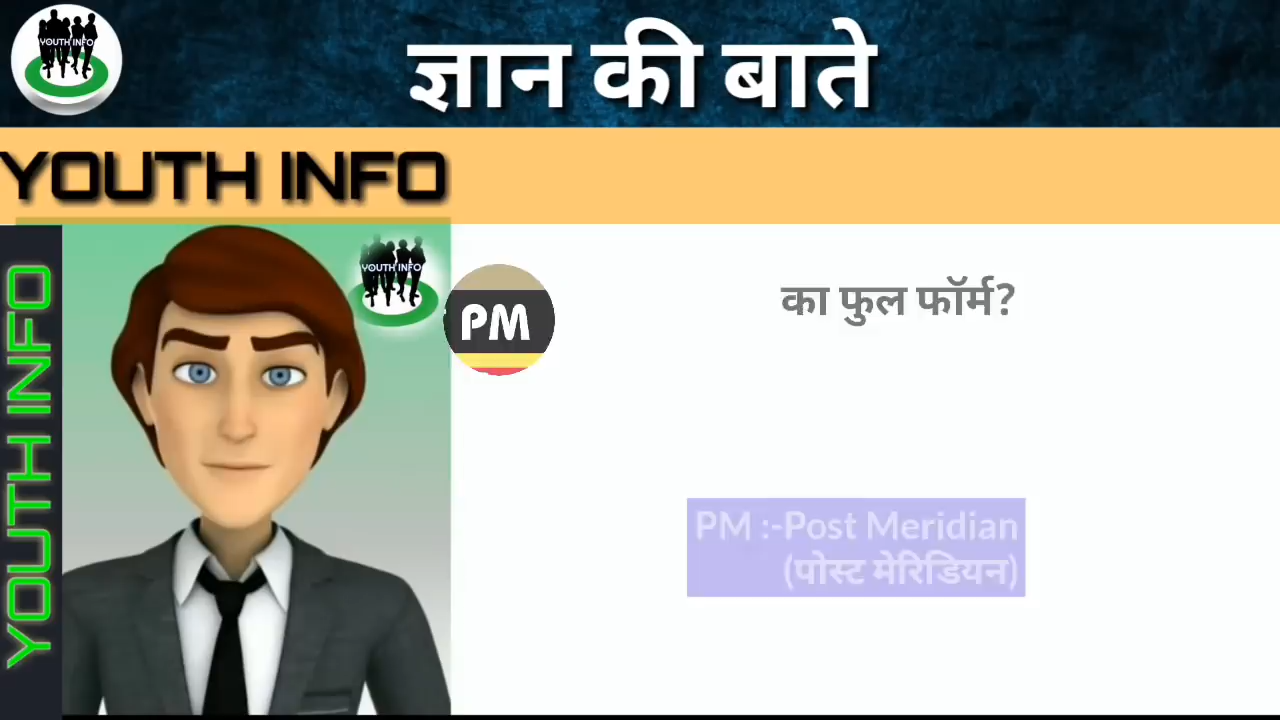 YOUTH INFO
ज्ञान की बाते
YOUTH INFO
YOUTH INFO
YOUTH INFO
PM
का फुल फॉर्म?
PM :-Post Meridian
(पोस्ट मेरिडियन)